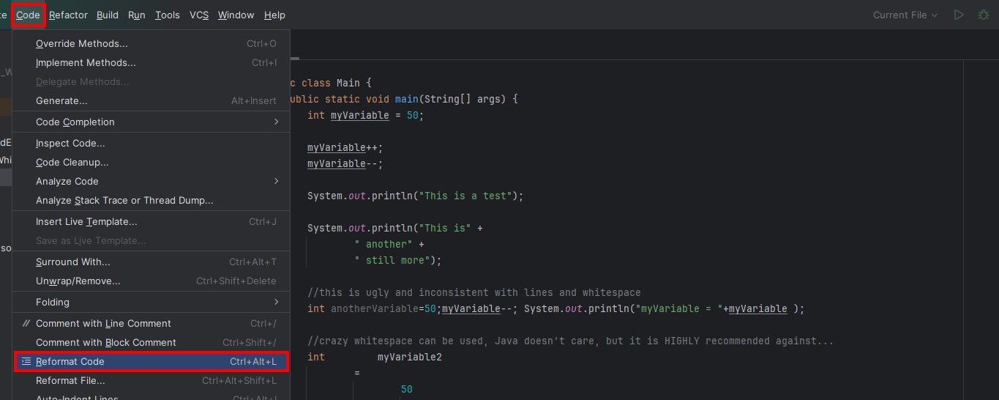 te Code Refactor Build Run Tools VCS Window Help Current File
Override Methods... Ctrl+O
Implement Methods... Ctrl+I
Delegate Methods...
Generate... Alt+Insert
Code Completion
Inspect Code...
Code Cleanup...
Analyze Code
Analyze Stack Trace or Thread Dump...
Insert Live Template... Ctrl+J
Save as Live Template...
Surround With... Ctrl+Alt+T
Unwrap/Remove... Ctrl+Shift+Delete
Folding
// Comment with Line Comment Ctrl+/
Comment with Block Comment Ctrl+Shift+/
Reformat Code Ctrl+Alt+L
Reformat File... Ctrl+Alt+Shift+L
Auto-Indent Lines Ctrl+Alt+I
_W
dE
Whi
so
c class Main {
ublic static void main(String[] args) {
int myVariable = 50;
myVariable++;
myVariable--;
System.out.println("This is a test");
System.out.println("This is" +
" another" +
" still more");
//this is ugly and inconsistent with lines and whitespace
int anotherVariable=50;myVariable--; System.out.println("myVariable = "+myVariable );
//crazy whitespace can be used, Java doesn't care, but it is HIGHLY recommended against...
int myVariable2
=
50